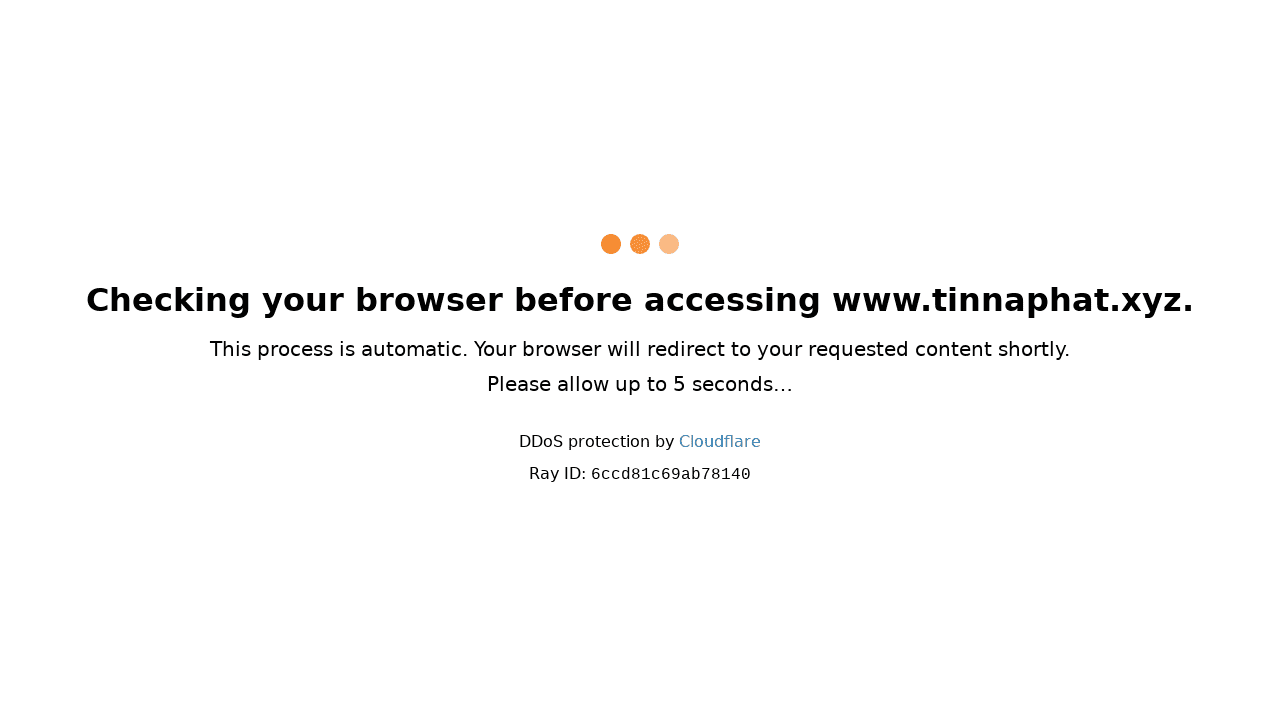 Checking your browser before accessing www.tinnaphat.xyz.
This process is automatic. Your browser will redirect to your requested content shortly.
Please allow up to 5 seconds…
DDoS protection by Cloudflare
Ray ID: 6ccd81c69ab78140